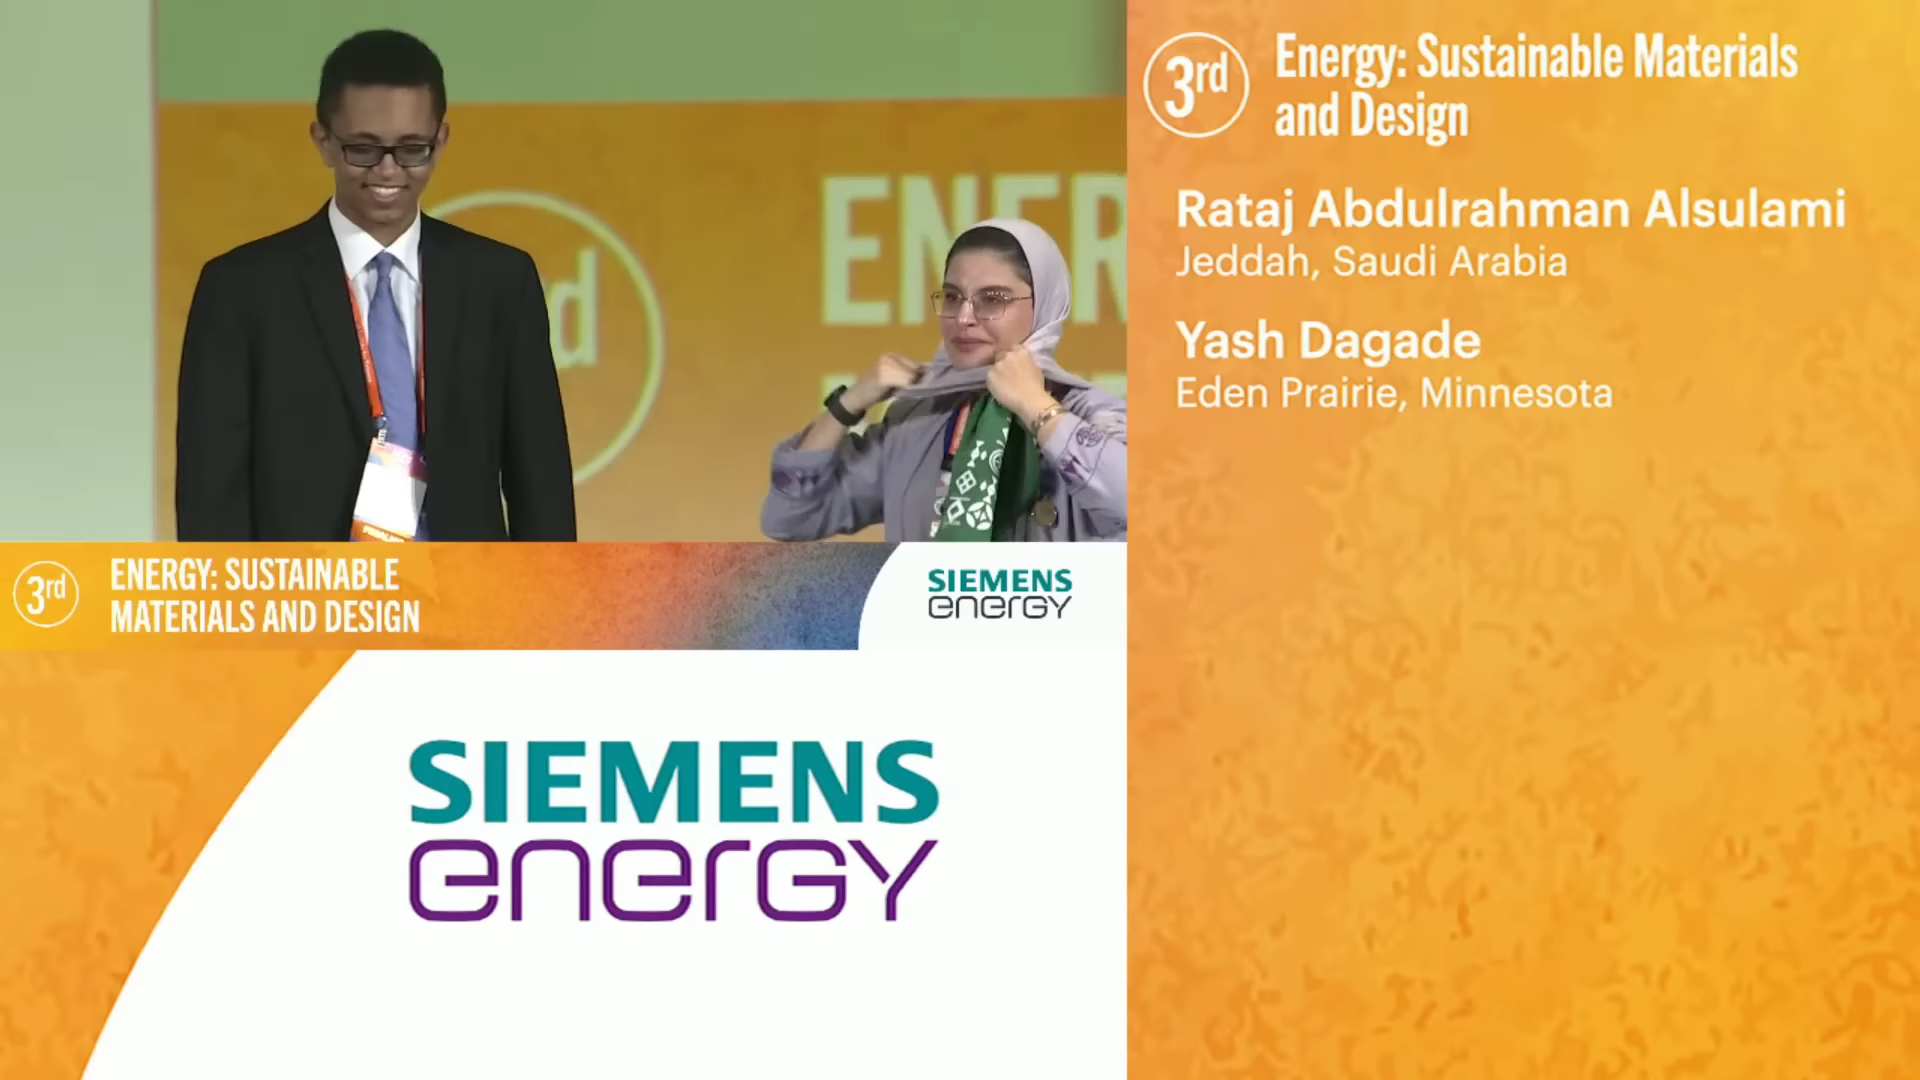 3rd
Energy: Sustainable Materials
and Design
Rataj Abdulrahman Alsulami
Jeddah, Saudi Arabia
Yash Dagade
Eden Prairie, Minnesota
ENER
3rd
ENERGY: SUSTAINABLE
MATERIALS AND DESIGN
SIEMENS
energy
SIEMENS
energy